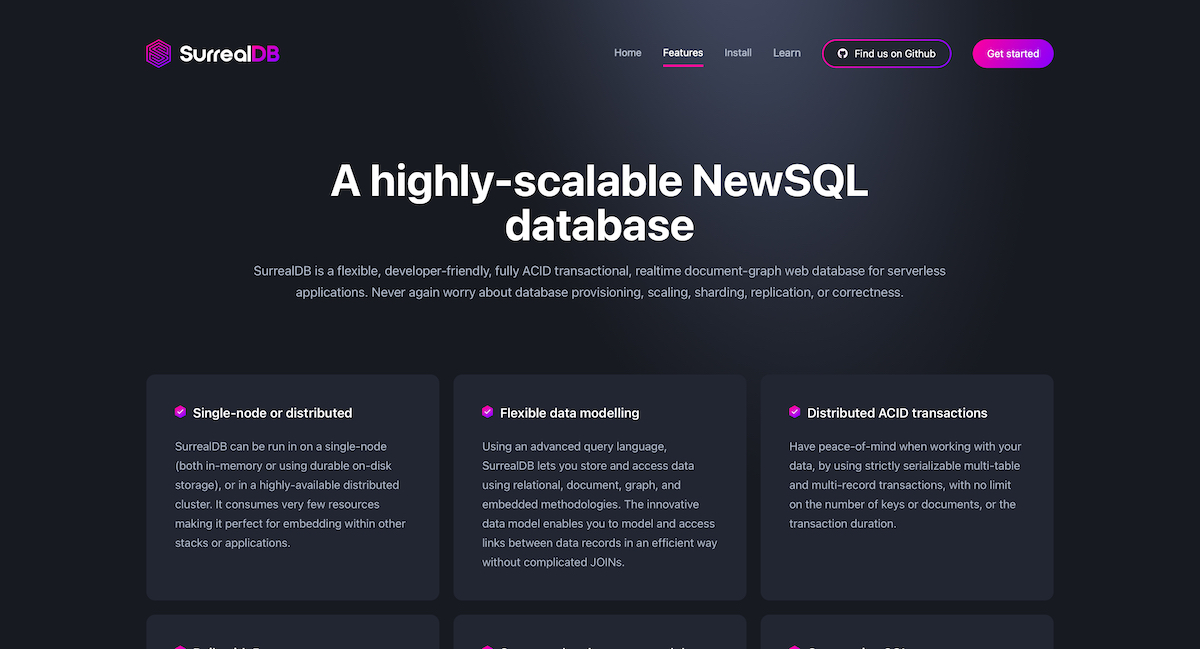 SurrealDB
Home
Features
Install
Learn
Find us on Github
Get started
A highly-scalable NewSQL
database
SurrealDB is a flexible, developer-friendly, fully ACID transactional, realtime document-graph web database for serverless
applications. Never again worry about database provisioning, scaling, sharding, replication, or correctness.
Single-node or distributed
SurrealDB can be run in on a single-node
(both in-memory or using durable on-disk
storage), or in a highly-available distributed
cluster. It consumes very few resources
making it perfect for embedding within other
stacks or applications.
Flexible data modelling
Using an advanced query language,
SurrealDB lets you store and access data
using relational, document, graph, and
embedded methodologies. The innovative
data model enables you to model and access
links between data records in an efficient way
without complicated JOINs.
Distributed ACID transactions
Have peace-of-mind when working with your
data, by using strictly serializable multi-table
and multi-record transactions, with no limit
on the number of keys or documents, or the
transaction duration.